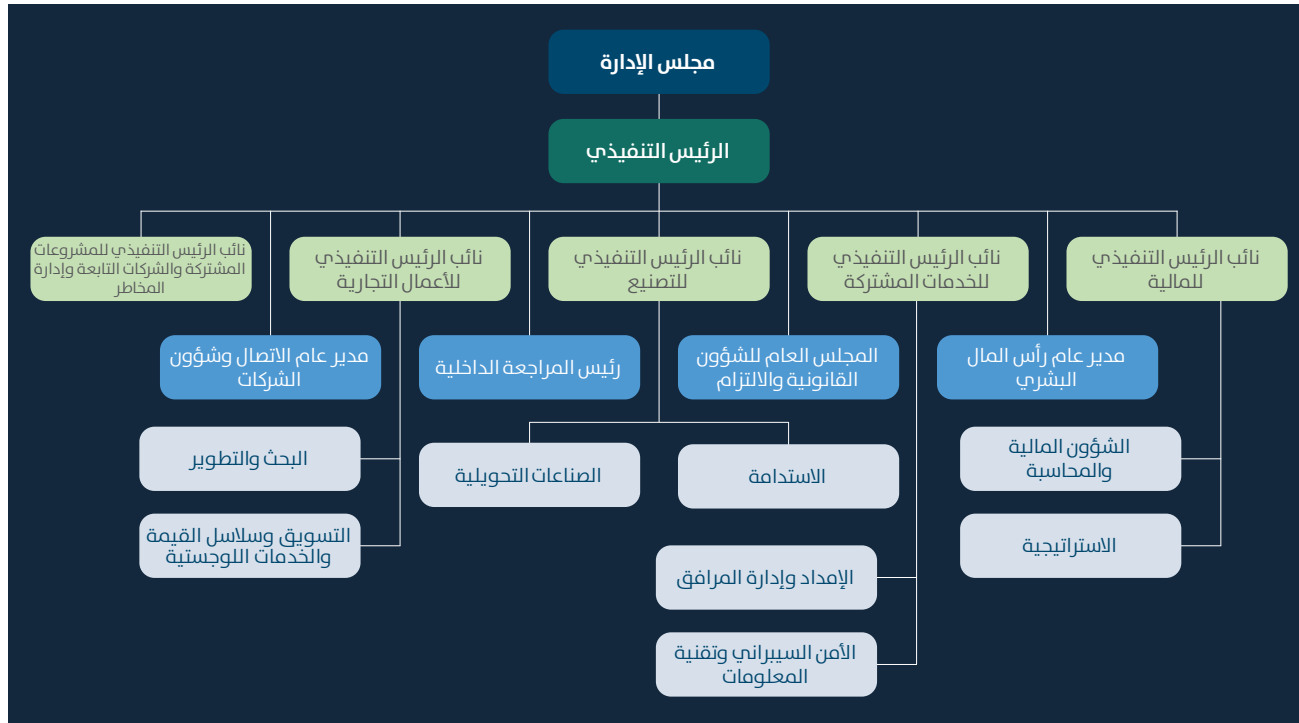 مجلس الإدارة
الرئيس التنفيذي
نائب الرئيس التنفيذي
للمالية
نائب الرئيس التنفيذي
للخدمات المشتركة
نائب الرئيس التنفيذي
للتصنيع
نائب الرئيس التنفيذي
للأعمال التجارية
نائب الرئيس التنفيذي للمشروعات
المشتركة والشركات التابعة وإدارة
المخاطر
مدير عام رأس المال
البشري
المجلس العام للشؤون
القانونية والالتزام
رئيس المراجعة الداخلية
مدير عام الاتصال وشؤون
الشركات
الشؤون المالية
والمحاسبة
الاستدامة
الصناعات التحويلية
البحث والتطوير
الاستراتيجية
التسويق وسلاسل القيمة
والخدمات اللوجستية
الإمداد وإدارة المرافق
الأمن السيبراني وتقنية
المعلومات